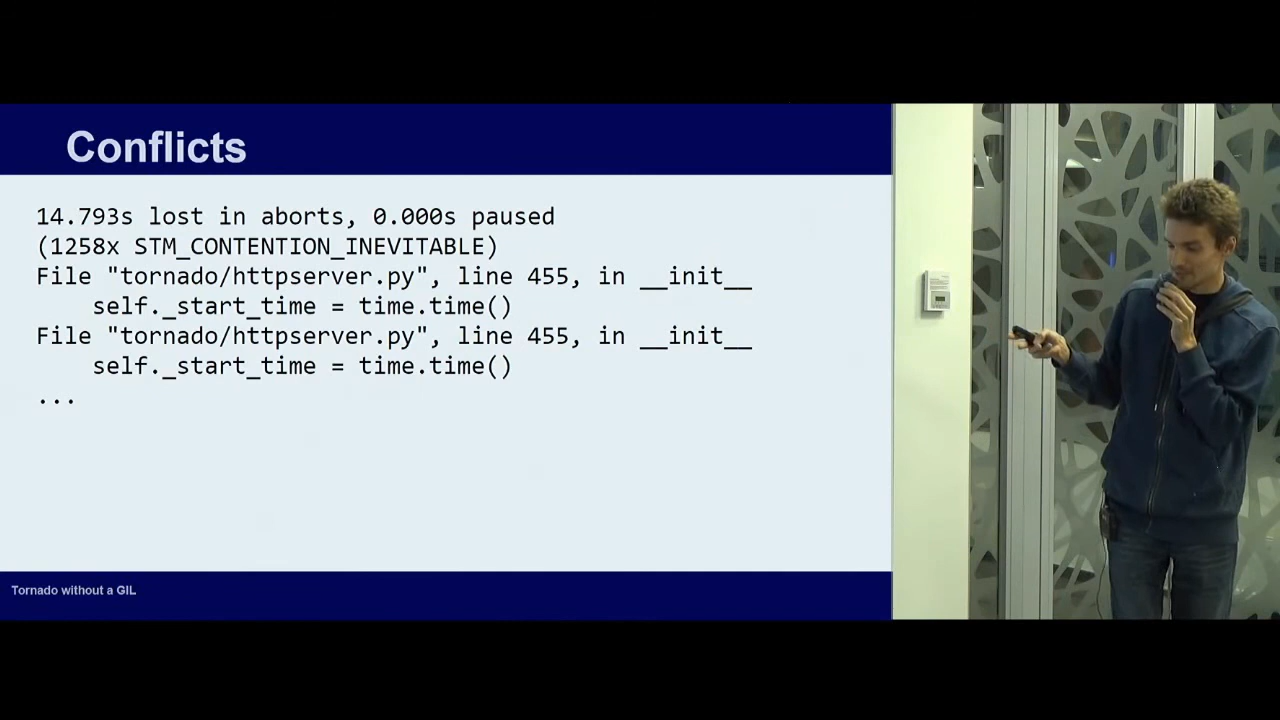 Conflicts
14.793s lost in aborts, 0.000s paused
(1258x STM_CONTENTION_INEVITABLE)
File "tornado/httpserver.py", line 455, in __init__
self._start_time = time.time()
File "tornado/httpserver.py", line 455, in __init__
self._start_time = time.time()
...
Tornado without a GIL